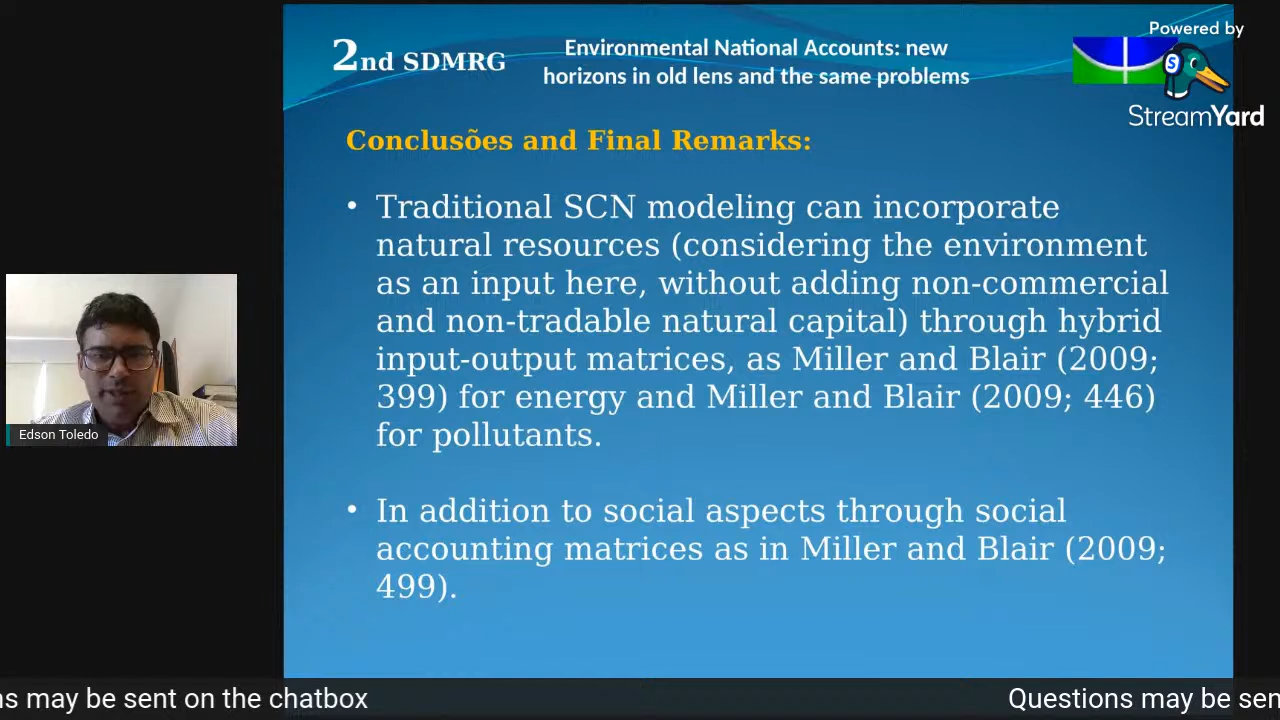 Powered by
StreamYard
2nd SDMRG
Environmental National Accounts: new
horizons in old lens and the same problems
Conclusões and Final Remarks:
• Traditional SCN modeling can incorporate
natural resources (considering the environment
as an input here, without adding non-commercial
and non-tradable natural capital) through hybrid
input-output matrices, as Miller and Blair (2009;
399) for energy and Miller and Blair (2009; 446)
for pollutants.
• In addition to social aspects through social
accounting matrices as in Miller and Blair (2009;
499).
Edson Toledo
ns may be sent on the chatbox
Questions may be sen